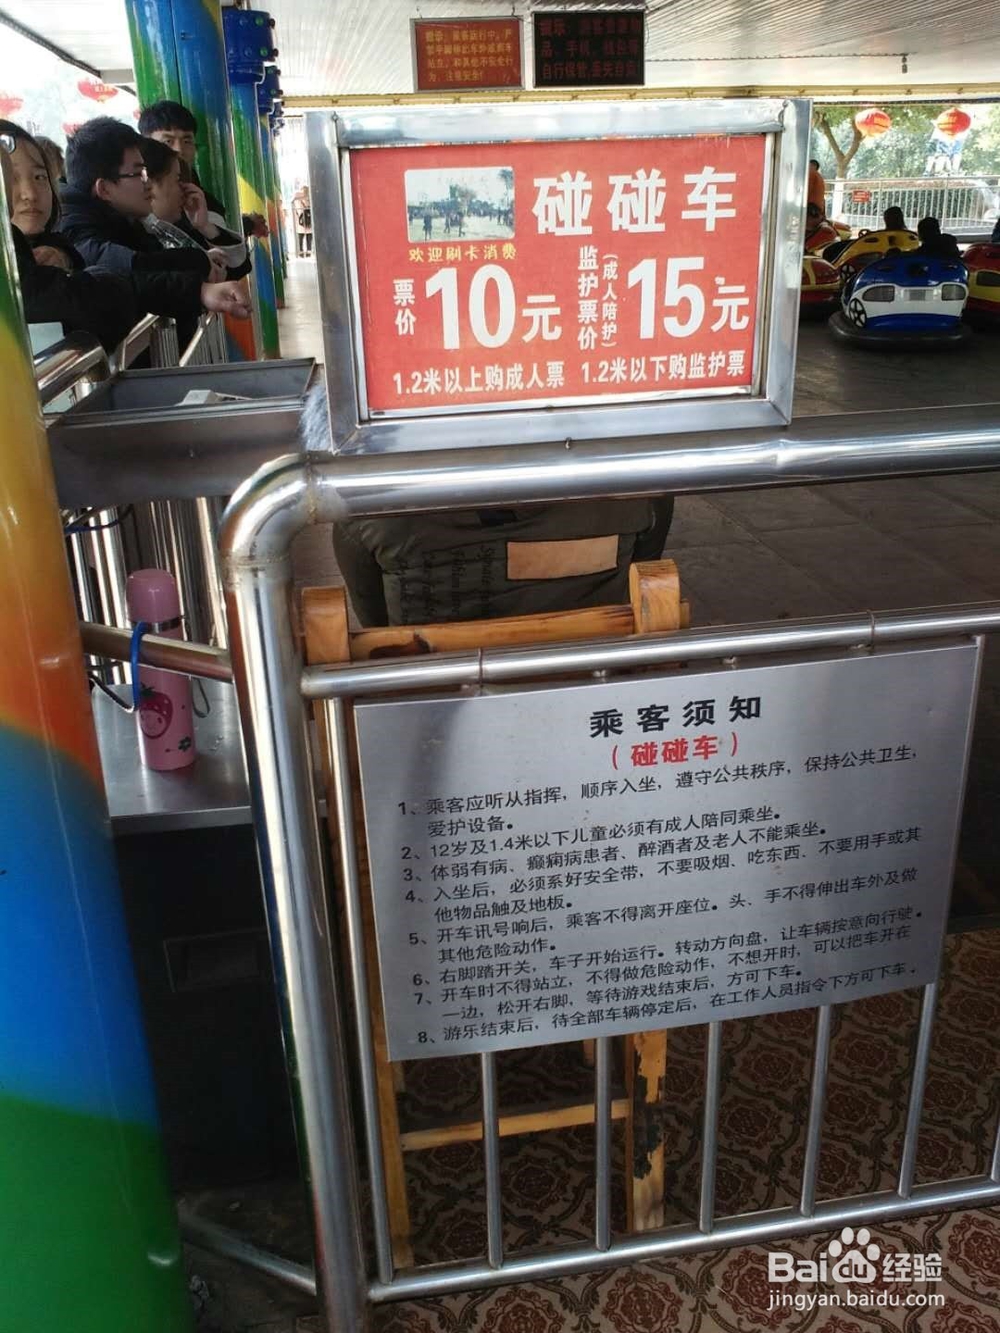 碰碰车
欢迎刷卡消费
票价10元
监护票价(成人陪护)15元
1.2米以上购成人票 1.2米以下购监护票
乘客须知
(碰碰车)
1、乘客应听从指挥，顺序入坐，遵守公共秩序，保持公共卫生，
爱护设备。
2、12岁及1.4米以下儿童必须有成人陪同乘坐。
3、体弱有病、癫痫病患者、醉酒者及老人不能乘坐。
4、入坐后，必须系好安全带，不要吸烟、吃东西、不要用手或其
他物品触及地板。
5、开车讯号响后，乘客不得离开座位。头、手不得伸出车外及做
其他危险动作。
6、右脚踏开关，车子开始运行。转动方向盘，让车辆按意向行驶。
7、开车时不得站立，不得做危险动作，不想开时，可以把车开在
一边，松开右脚，等待游戏结束后，方可下车。
8、游乐结束后，待全部车辆停定后，在工作人员指令下方可下车。
Baidu经验
jingyan.baidu.com